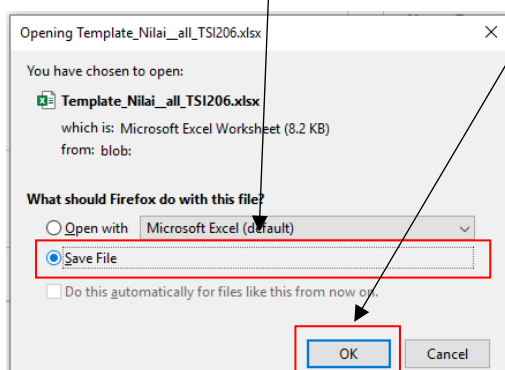 Opening Template_Nilai__all_TSI206.xlsx
You have chosen to open:
Template_Nilai__all_TSI206.xlsx
which is: Microsoft Excel Worksheet (8.2 KB)
from: blob:
What should Firefox do with this file?
Open with Microsoft Excel (default)
Save File
Do this automatically for files like this from now on.
OK Cancel